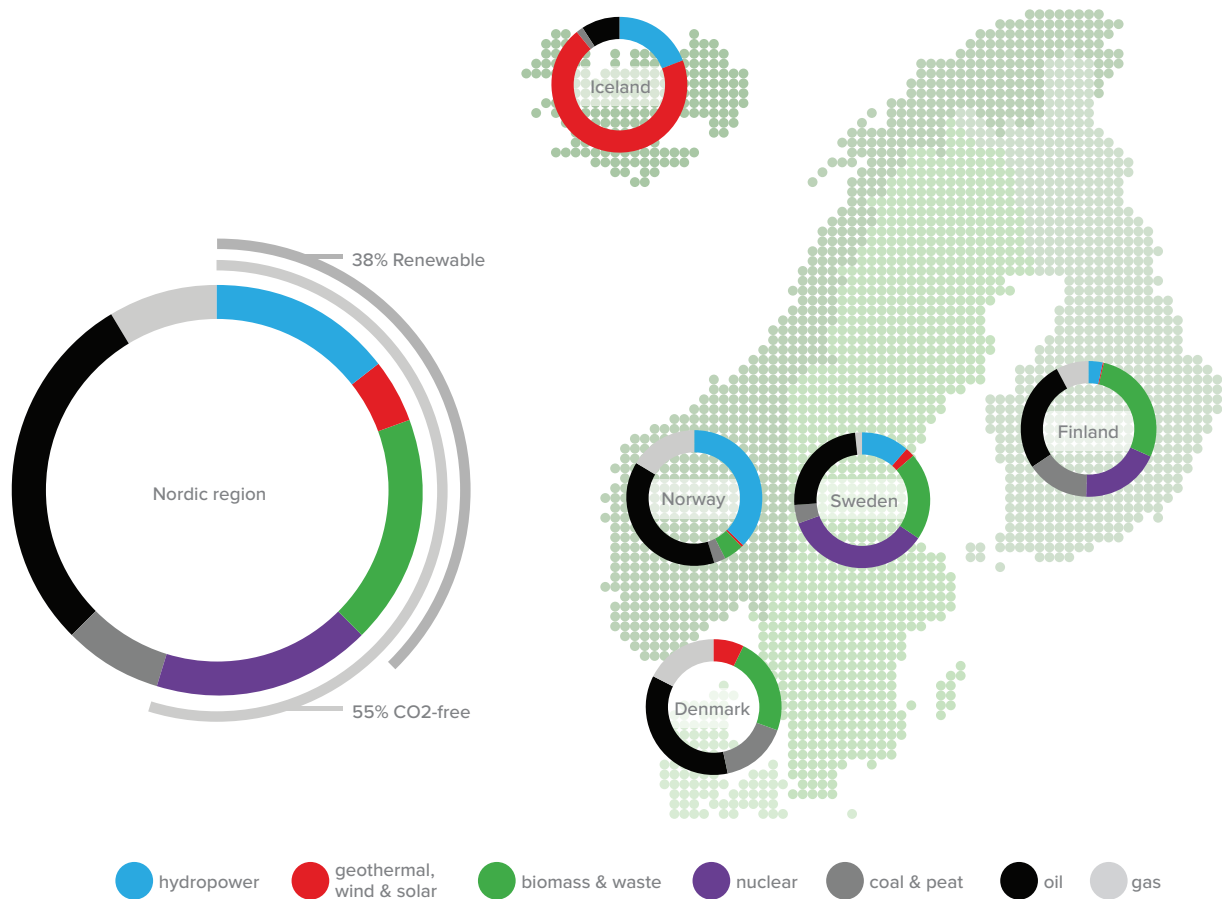 Iceland
38% Renewable
Nordic region
Finland
Norway
Sweden
Denmark
55% CO2-free
hydropower
geothermal,
wind & solar
biomass & waste
nuclear
coal & peat
oil
gas